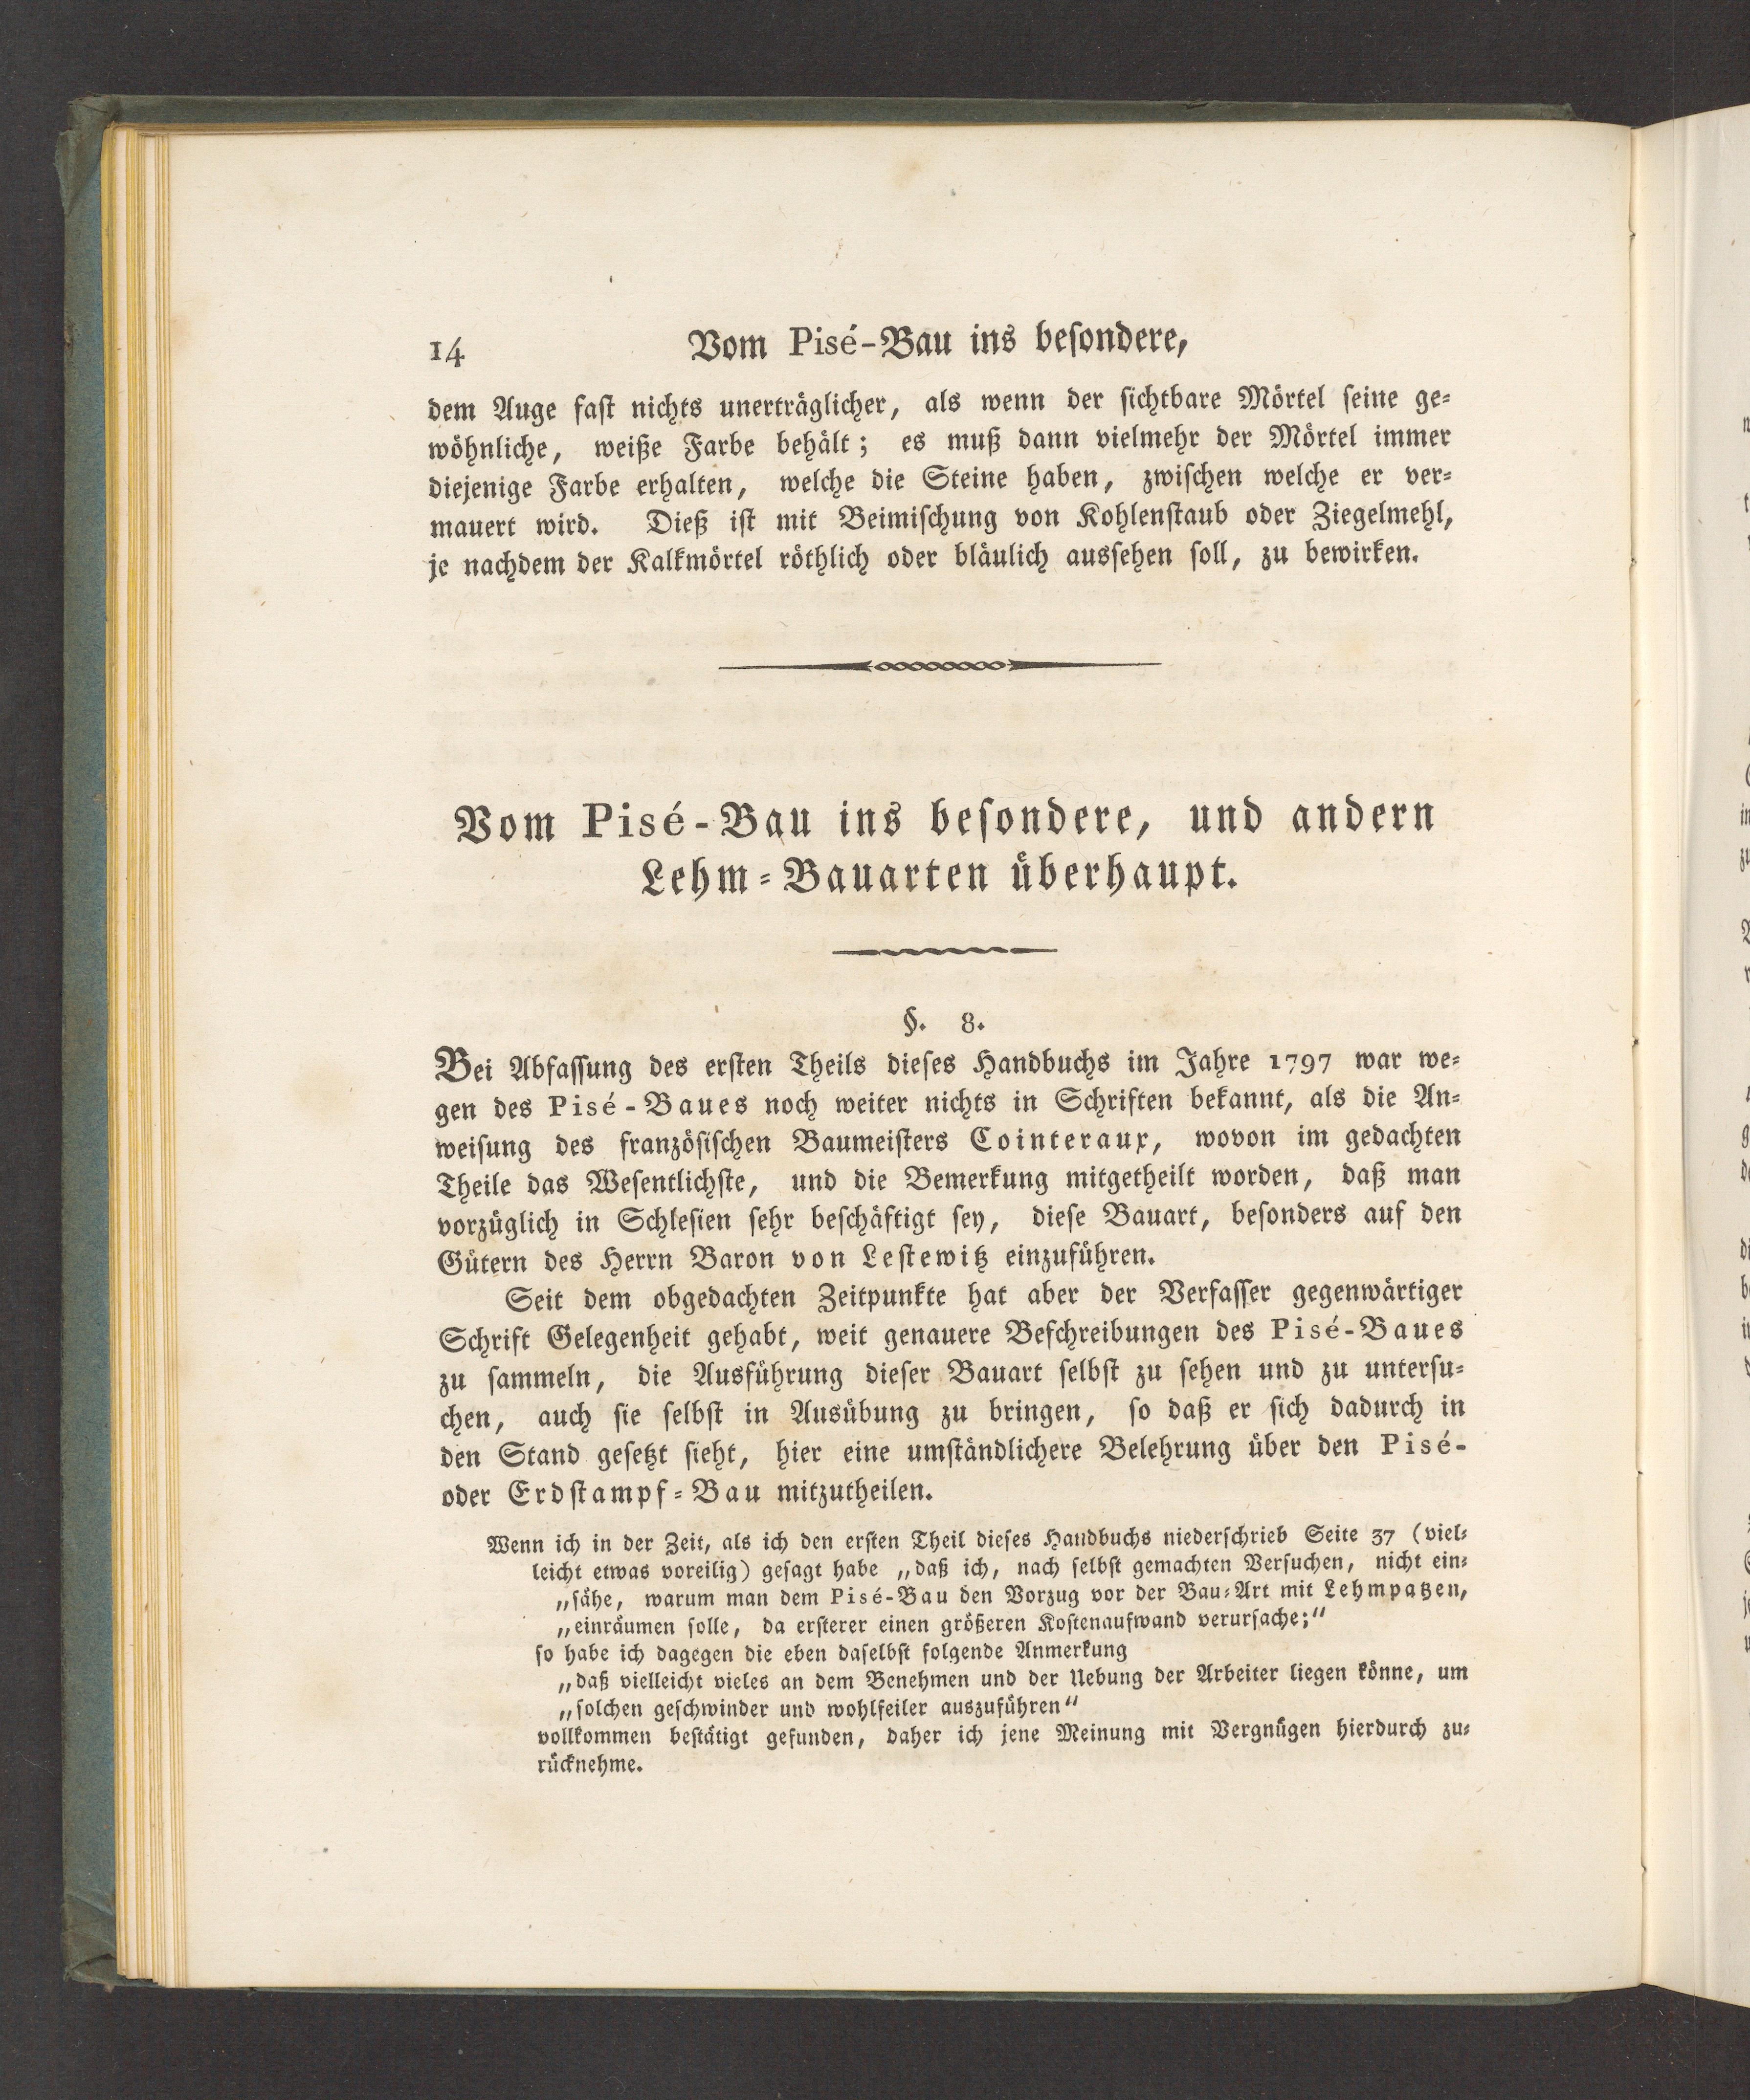 14 Vom Pisé-Bau ins beſondere,
dem Auge faſt nichts unerträglicher, als wenn der ſichtbare Mörtel ſeine ge⸗
wöhnliche, weiße Farbe behält; es muß dann vielmehr der Mörtel immer
diejenige Farbe erhalten, welche die Steine haben, zwiſchen welche er ver⸗
mauert wird. Dieß iſt mit Beimiſchung von Kohlenſtaub oder Ziegelmehl,
je nachdem der Kalkmörtel röthlich oder bläulich ausſehen ſoll, zu bewirken.
Vom Pisé-Bau ins beſondere, und andern
Lehm⸗Bauarten überhaupt.
§. 8.
Bei Abfaſſung des erſten Theils dieſes Handbuchs im Jahre 1797 war we⸗
gen des Pisé-Baues noch weiter nichts in Schriften bekannt, als die An⸗
weiſung des franzöſiſchen Baumeiſters Cointeraux, wovon im gedachten
Theile das Weſentlichſte, und die Bemerkung mitgetheilt worden, daß man
vorzüglich in Schleſien ſehr beſchäftigt ſey, dieſe Bauart, beſonders auf den
Gütern des Herrn Baron von Leſtewitz einzuführen.
Seit dem obgedachten Zeitpunkte hat aber der Verfaſſer gegenwärtiger
Schrift Gelegenheit gehabt, weit genauere Beſchreibungen des Pisé-Baues
zu ſammeln, die Ausführung dieſer Bauart ſelbſt zu ſehen und zu unterſu⸗
chen, auch ſie ſelbſt in Ausübung zu bringen, ſo daß er ſich dadurch in
den Stand geſetzt ſieht, hier eine umſtändlichere Belehrung über den Pisé-
oder Erdſtampf⸗Bau mitzutheilen.
Wenn ich in der Zeit, als ich den erſten Theil dieſes Handbuchs niederſchrieb Seite 37 (viel⸗
leicht etwas voreilig) geſagt habe „daß ich, nach ſelbſt gemachten Verſuchen, nicht ein⸗
„ſähe, warum man dem Pisé-Bau den Vorzug vor der Bau⸗Art mit Lehmpatzen,
„einräumen ſolle, da erſterer einen größeren Koſtenaufwand verurſache;“
ſo habe ich dagegen die eben daſelbſt folgende Anmerkung
„daß vielleicht vieles an dem Benehmen und der Uebung der Arbeiter liegen könne, um
„ſolchen geſchwinder und wohlfeiler auszuführen“
vollkommen beſtätigt gefunden, daher ich jene Meinung mit Vergnügen hierdurch zu⸗
rücknehme.